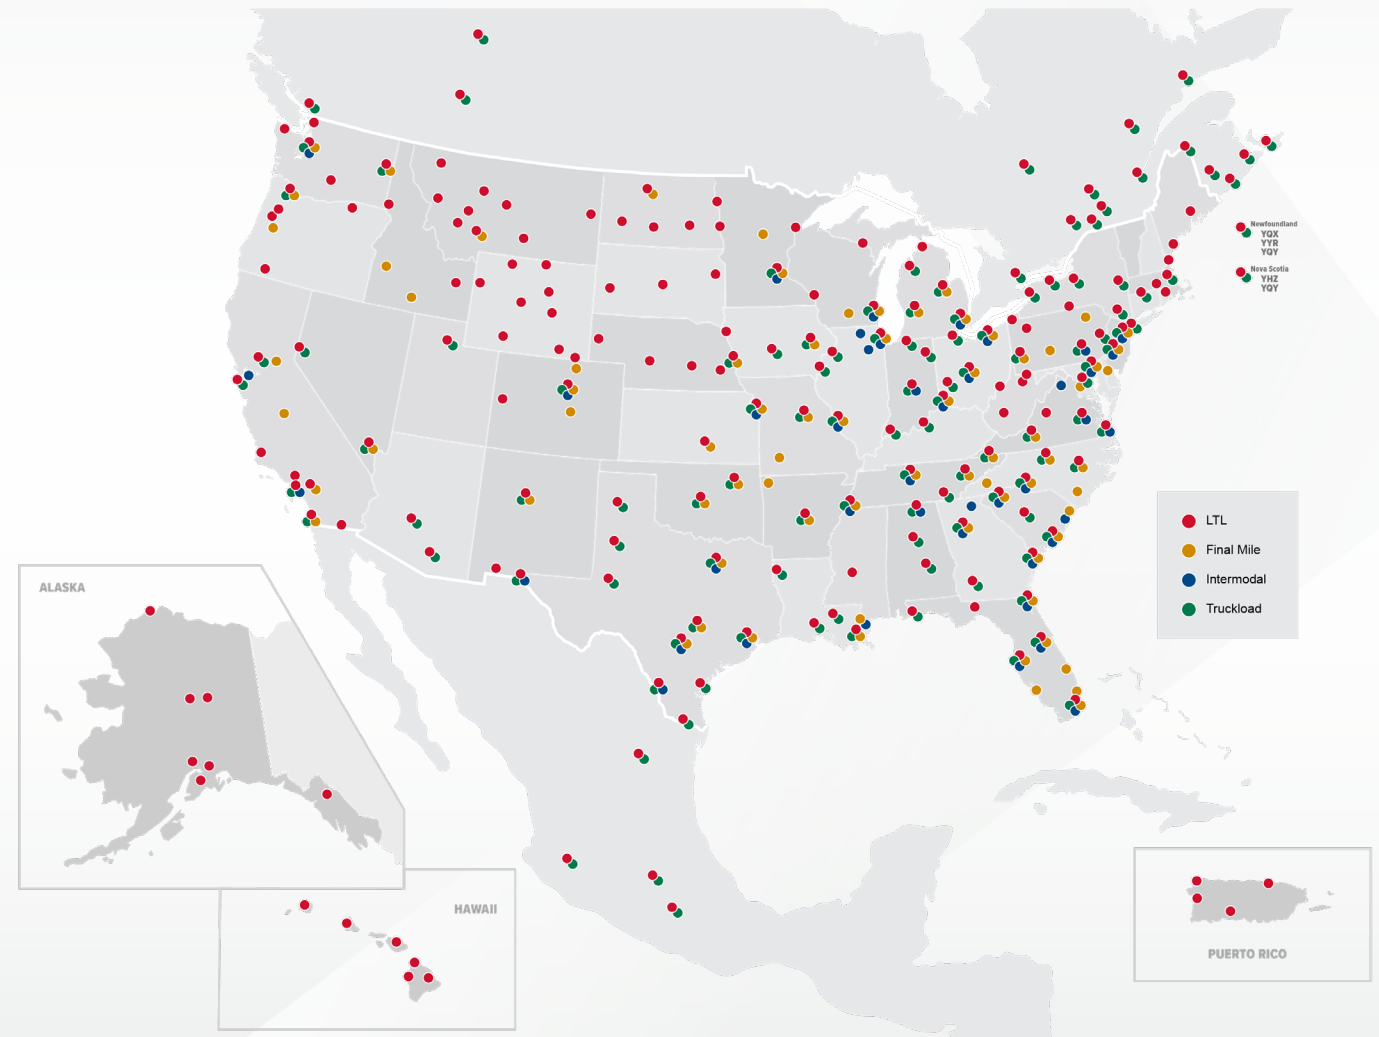 Newfoundland
YQX
YYR
YQY
Nova Scotia
YHZ
YQY
LTL
Final Mile
Intermodal
Truckload
ALASKA
HAWAII
PUERTO RICO